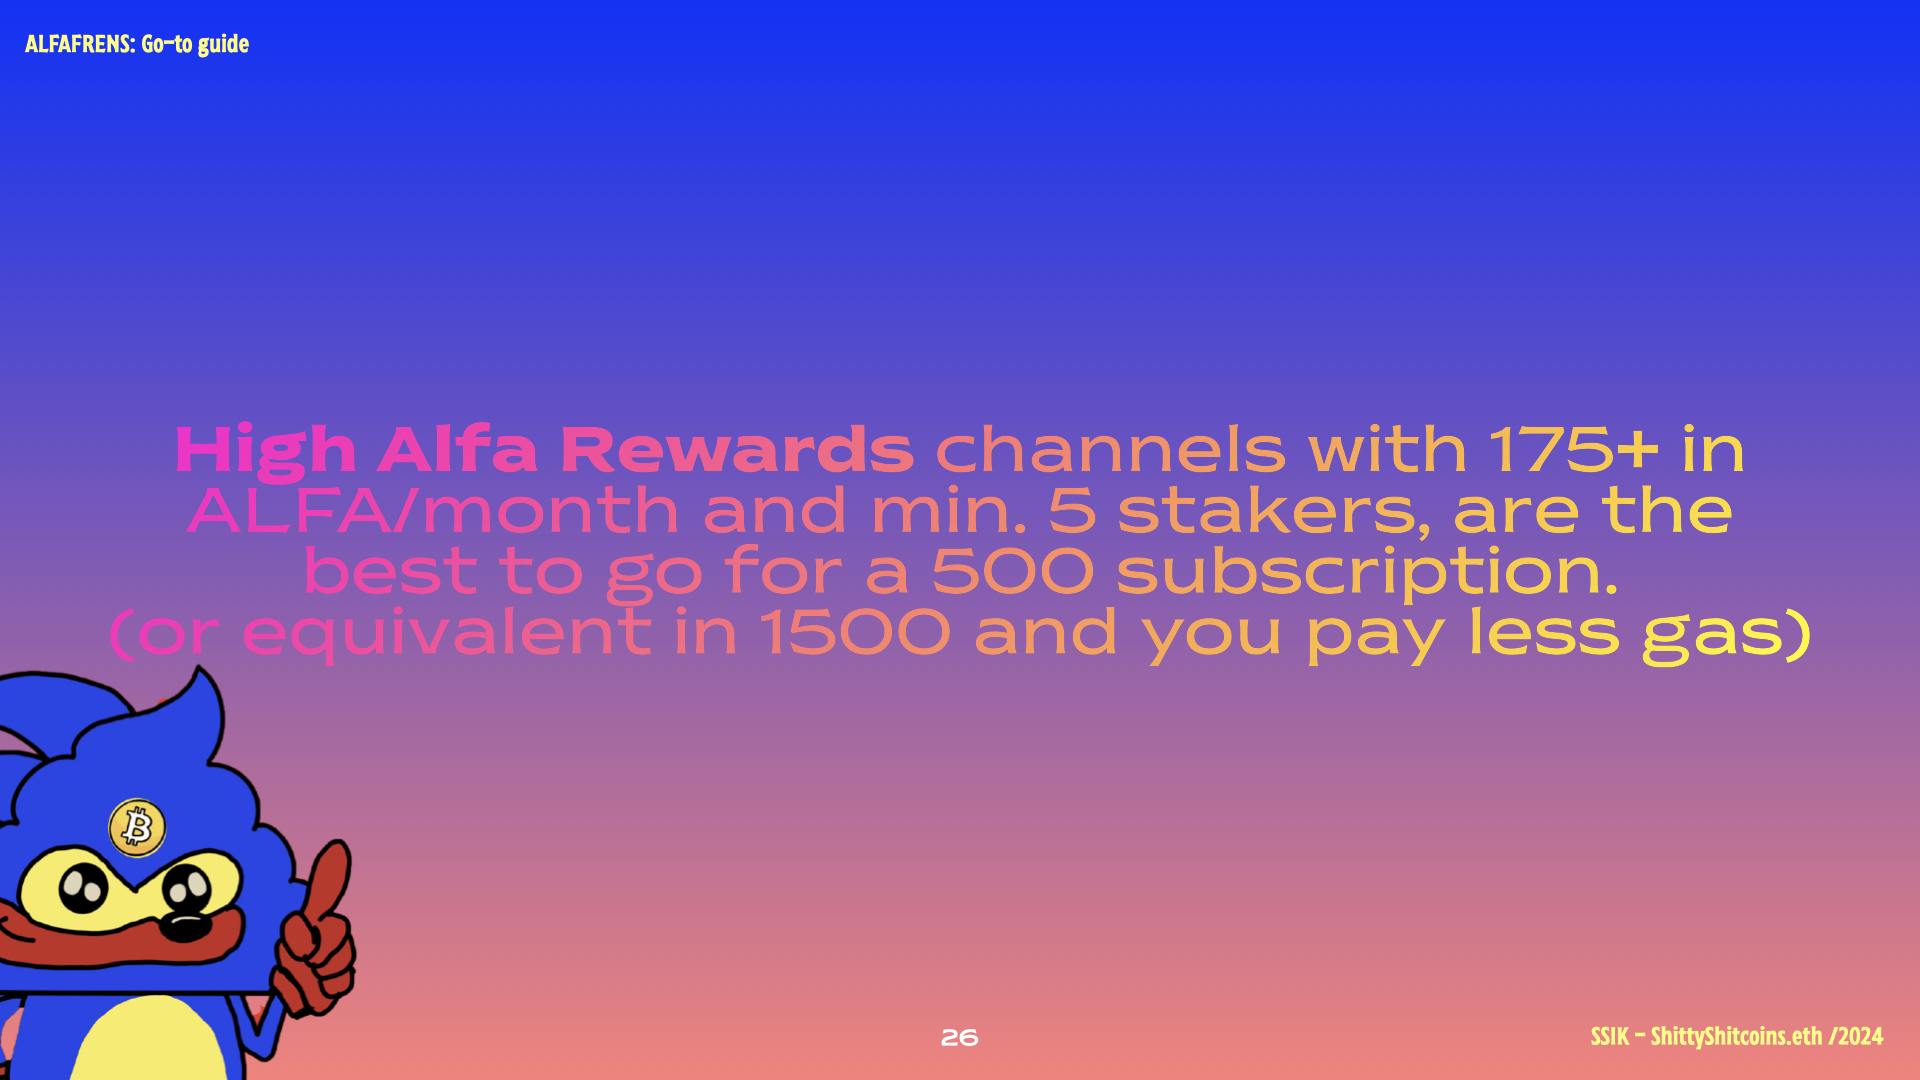 ALFAFRENS: Go-to guide
High Alfa Rewards channels with 175+ in
ALFA/month and min. 5 stakers, are the
best to go for a 500 subscription.
(or equivalent in 1500 and you pay less gas)
26
SSIK - ShittyShitcoins.eth /2024